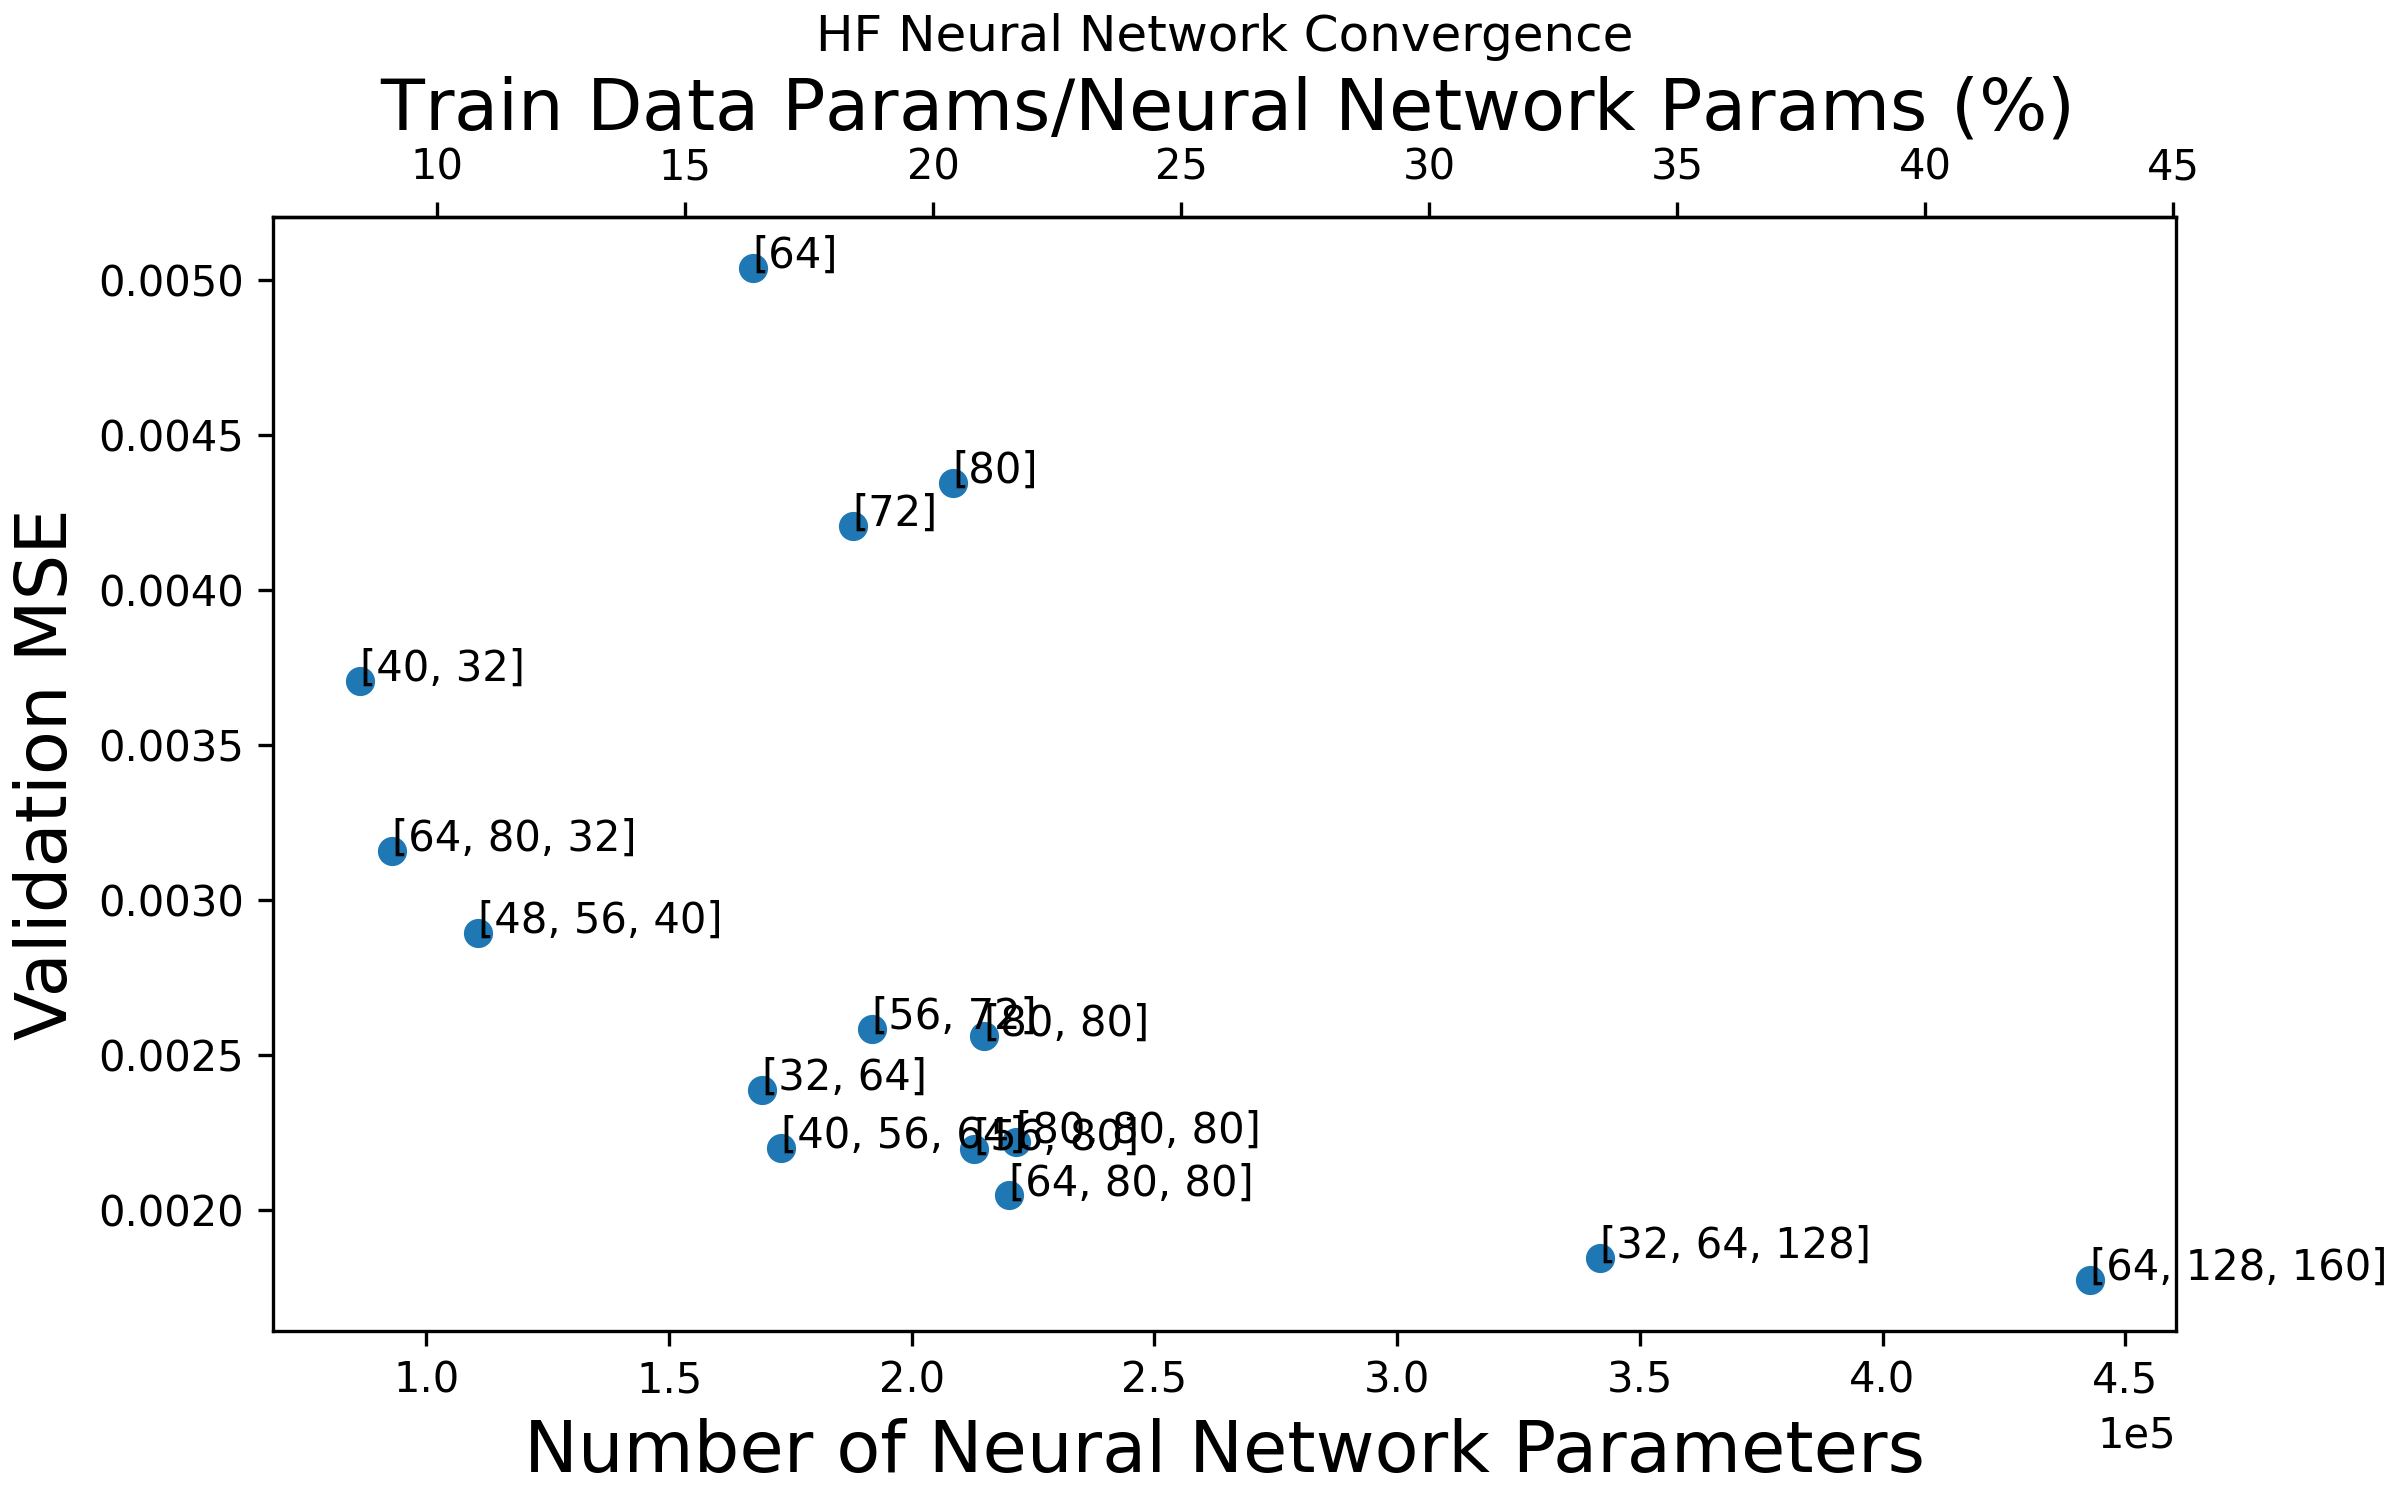 HF Neural Network Convergence
Train Data Params/Neural Network Params (%)
10 15 20 25 30 35 40 45
Validation MSE
0.0050
0.0045
0.0040
0.0035
0.0030
0.0025
0.0020
[64]
[80]
[72]
[40, 32]
[64, 80, 32]
[48, 56, 40]
[56, 72]
[80, 80]
[32, 64]
[80, 80, 80]
[40, 56, 64]
[56, 80]
[64, 80, 80]
[32, 64, 128]
[64, 128, 160]
1.0 1.5 2.0 2.5 3.0 3.5 4.0 4.5
1e5
Number of Neural Network Parameters